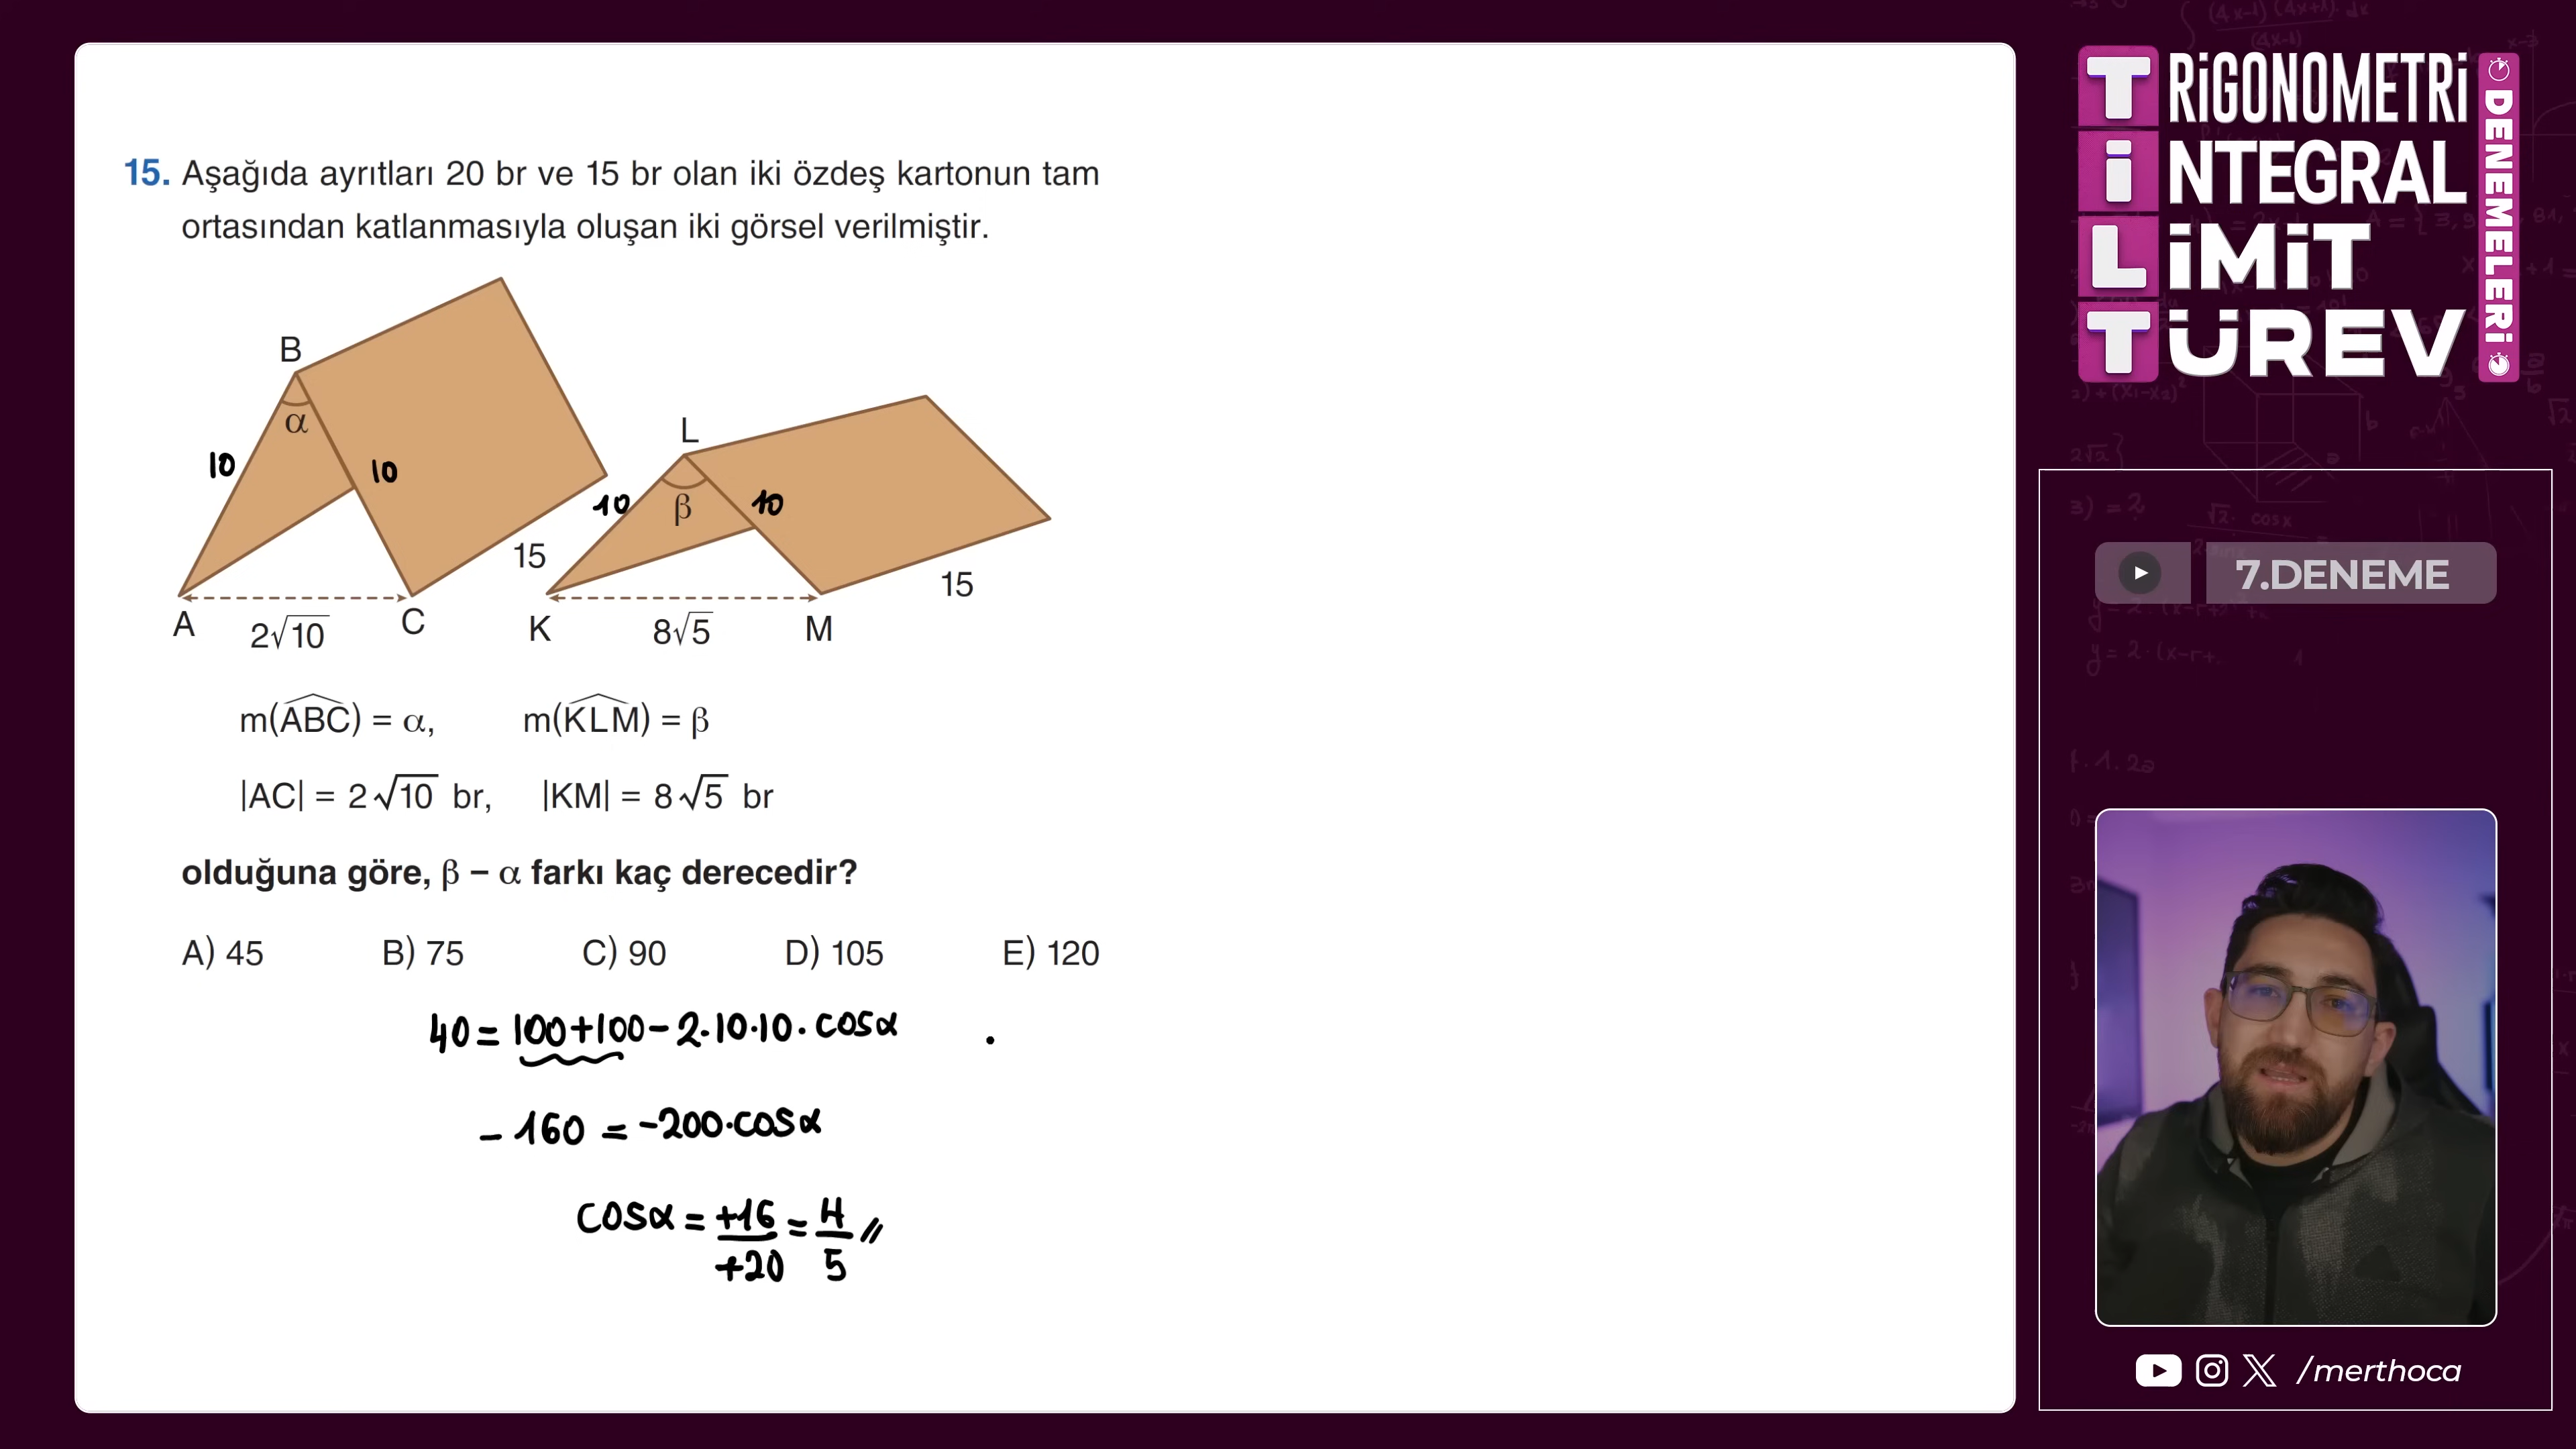 15. Aşağıda ayrıtları 20 br ve 15 br olan iki özdeş kartonun tam
ortasından katlanmasıyla oluşan iki görsel verilmiştir.
B
α
10
10
15
A
2√10
C
L
β
10
10
15
K
8√5
M
m(ABC) = α, m(KLM) = β
|AC| = 2√10 br, |KM| = 8√5 br
olduğuna göre, β – α farkı kaç derecedir?
A) 45 B) 75 C) 90 D) 105 E) 120
40 = 100+100 - 2·10·10·cosα
- 160 = -200·cosα
cosα = +16/+20 = 4/5 //
TRiGONOMETRi
iNTEGRAL
LiMiT
TÜREV
DENEMELERi
7.DENEME
/merthoca